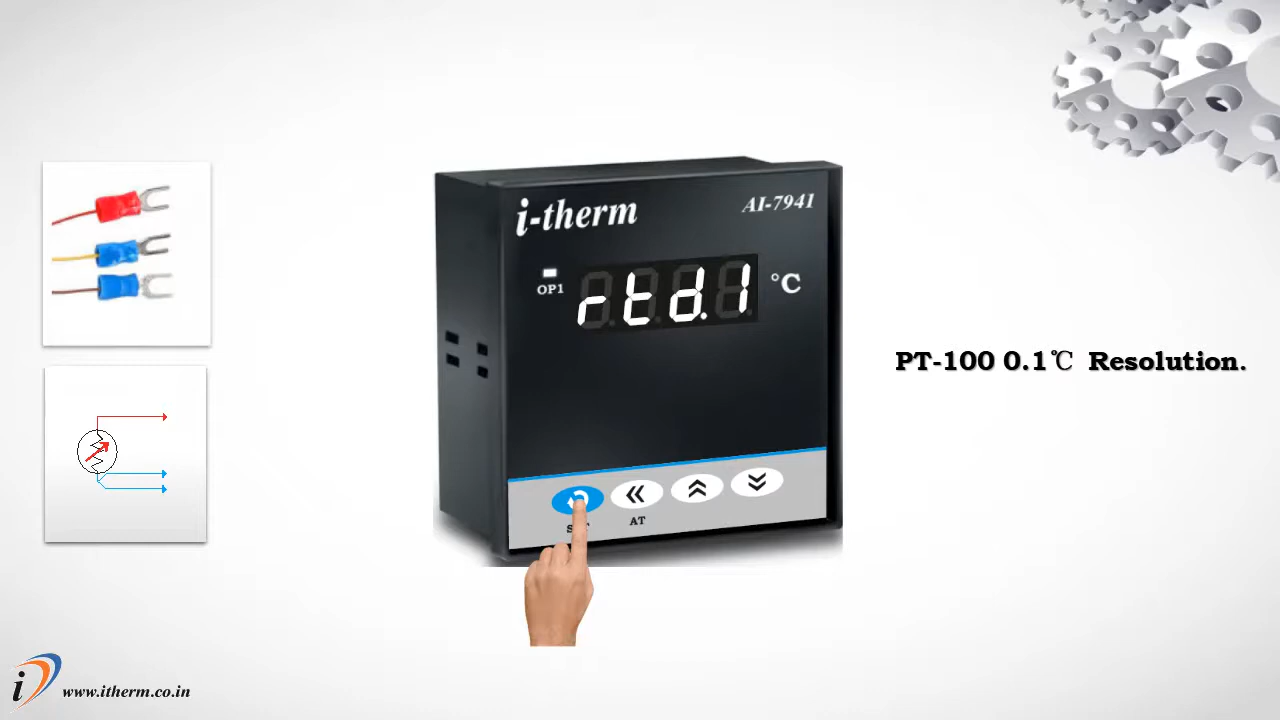 i-therm
AI-7941
OP1
rtd.1
°C
PT-100 0.1℃ Resolution.
AT
i
www.itherm.co.in